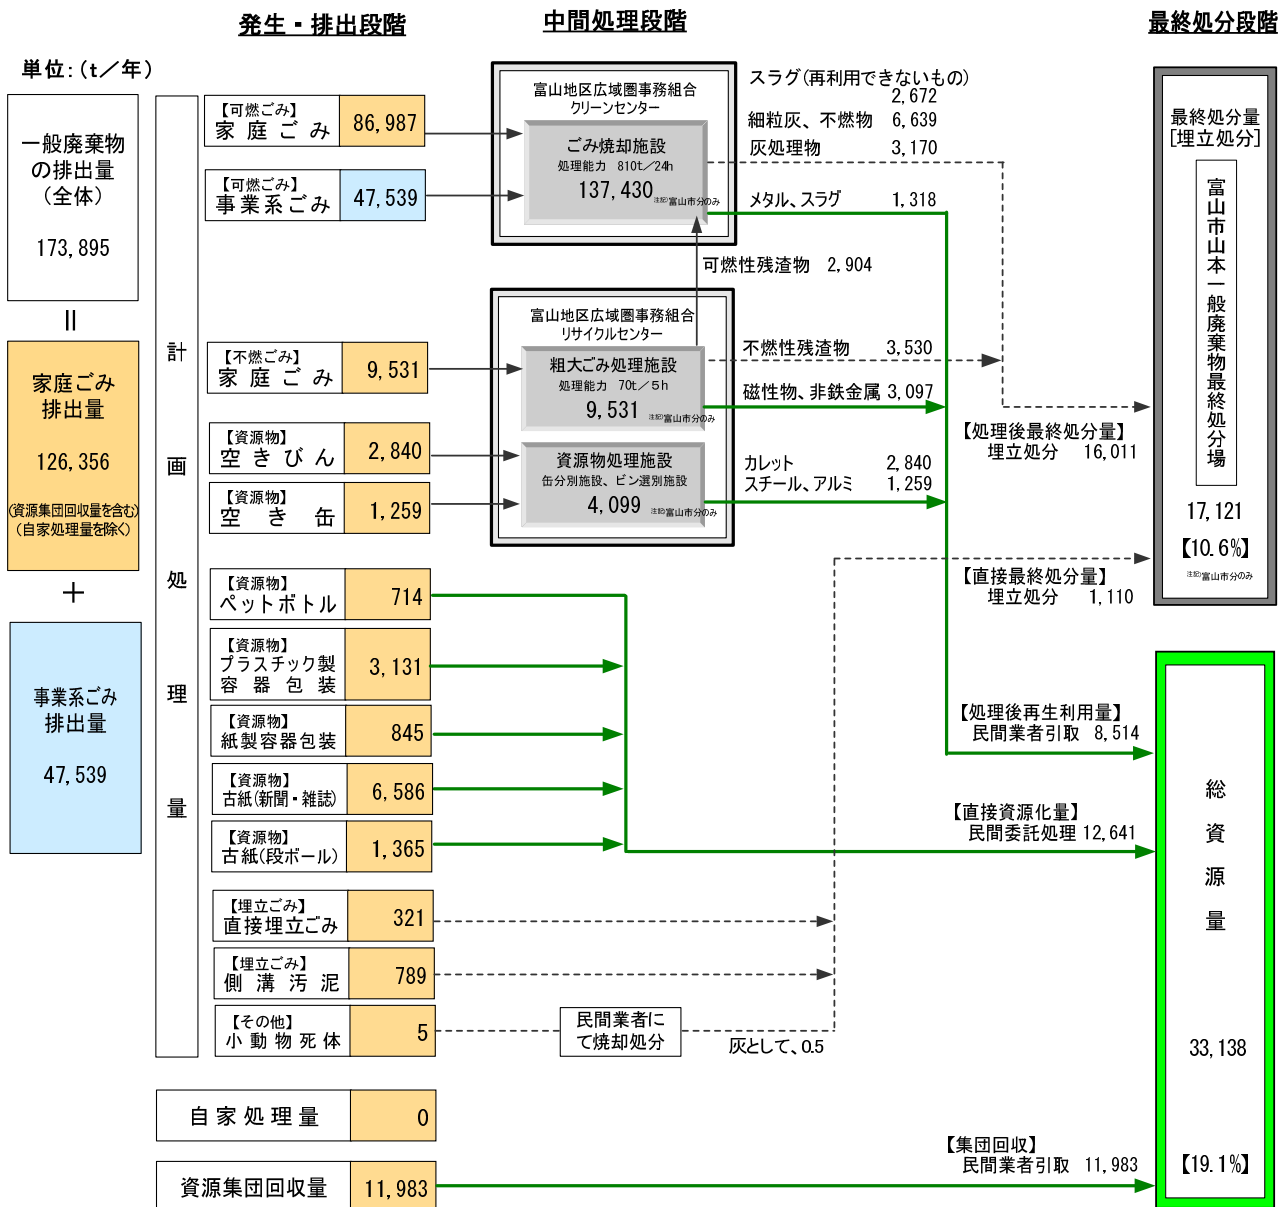 発生・排出段階
中間処理段階
最終処分段階
単位：（ｔ／年）
一般廃棄物
の排出量
（全体）
173,895
＝
家庭ごみ
排出量
126,356
(資源集団回収量を含む)
(自家処理量を除く)
＋
事業系ごみ
排出量
47,539
計画処理量
【可燃ごみ】
家庭ごみ 86,987
【可燃ごみ】
事業系ごみ 47,539
【不燃ごみ】
家庭ごみ 9,531
【資源物】
空きびん 2,840
【資源物】
空き缶 1,259
【資源物】
ペットボトル 714
【資源物】
プラスチック製
容器包装 3,131
【資源物】
紙製容器包装 845
【資源物】
古紙(新聞・雑誌) 6,586
【資源物】
古紙(段ボール) 1,365
【埋立ごみ】
直接埋立ごみ 321
【埋立ごみ】
側溝汚泥 789
【その他】
小動物死体 5
自家処理量 0
資源集団回収量 11,983
富山地区広域圏事務組合
クリーンセンター
ごみ焼却施設
処理能力 810t／24h
137,430 注記)富山市分のみ
可燃性残渣物 2,904
富山地区広域圏事務組合
リサイクルセンター
粗大ごみ処理施設
処理能力 70t／5h
9,531 注記)富山市分のみ
資源物処理施設
缶分別施設、ビン選別施設
4,099 注記)富山市分のみ
民間業者に
て焼却処分
灰として、0.5
スラグ(再利用できないもの)
2,672
細粒灰、不燃物 6,639
灰処理物 3,170
メタル、スラグ 1,318
不燃性残渣物 3,530
磁性物、非鉄金属 3,097
カレット 2,840
スチール、アルミ 1,259
【処理後最終処分量】
埋立処分 16,011
【直接最終処分量】
埋立処分 1,110
【処理後再生利用量】
民間業者引取 8,514
【直接資源化量】
民間委託処理 12,641
【集団回収】
民間業者引取 11,983
最終処分量
[埋立処分]
富山市山本一般廃棄物最終処分場
17,121
【10.6%】
注記)富山市分のみ
総資源量
33,138
【19.1%】